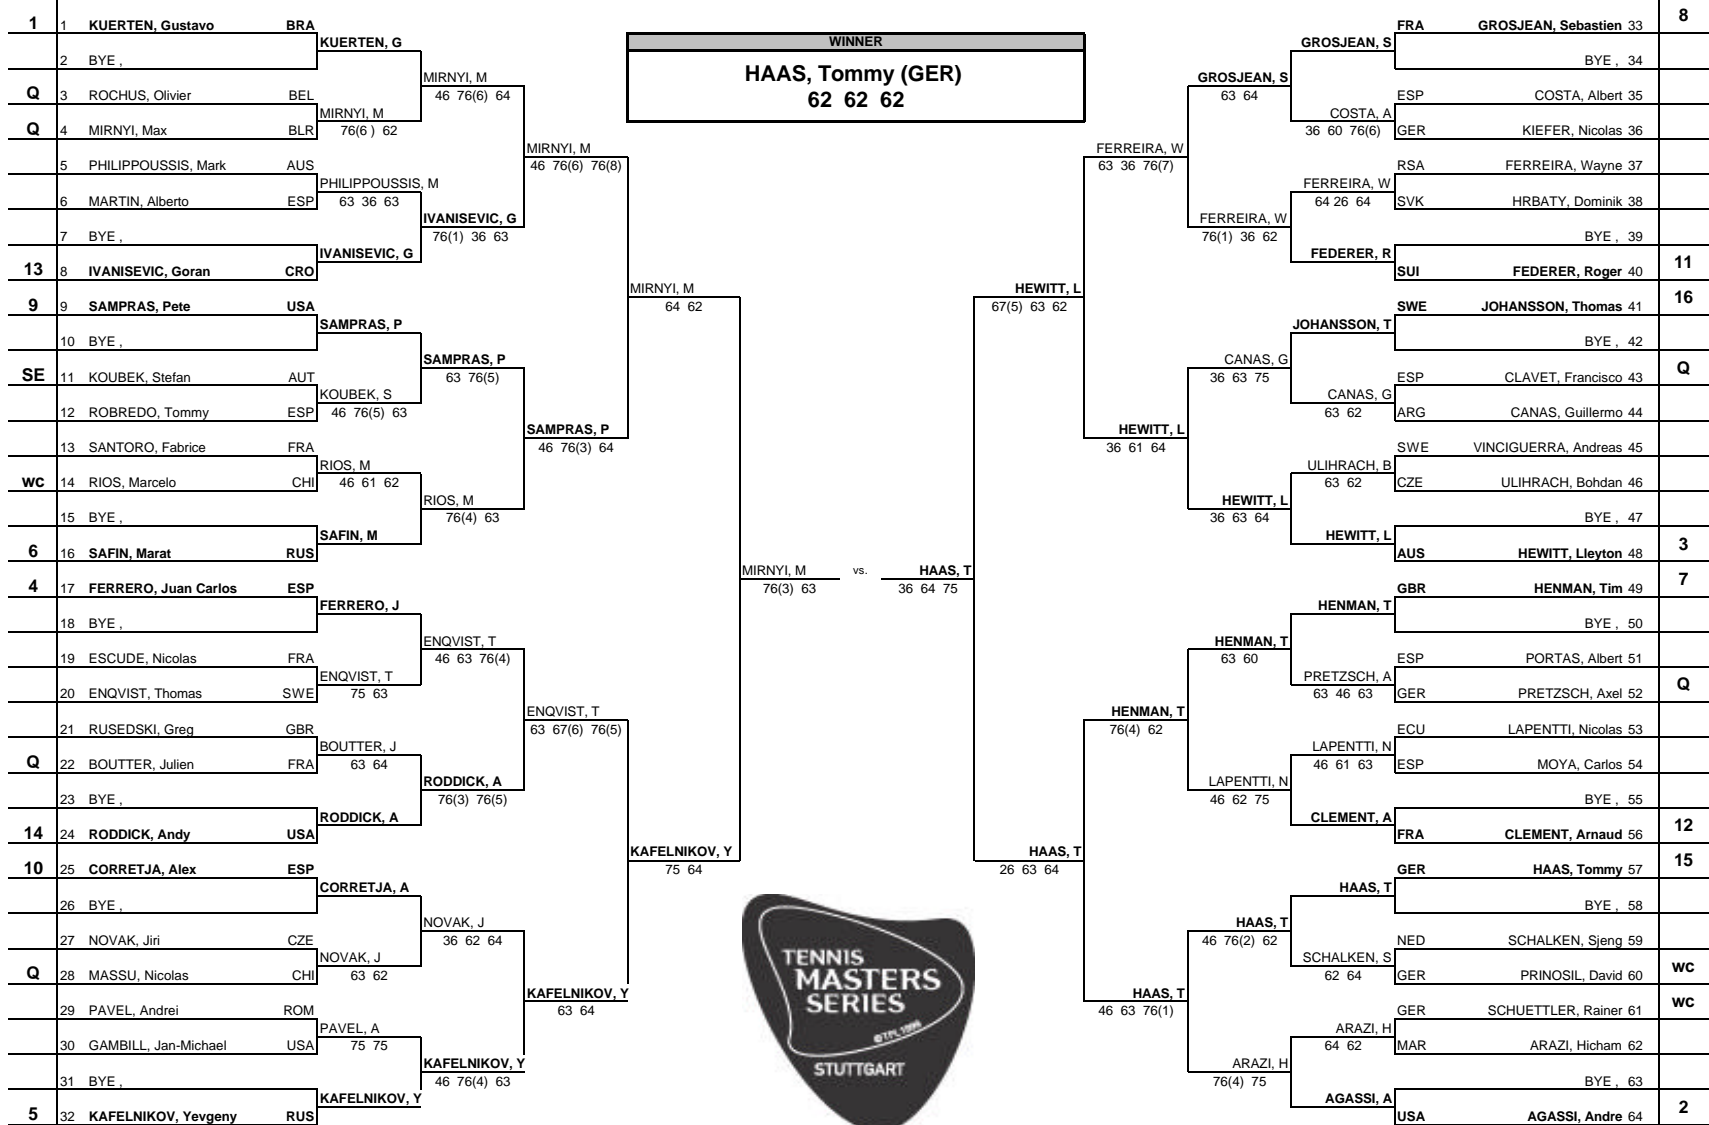 WINNER
HAAS, Tommy (GER)
62 62 62
1 1 KUERTEN, Gustavo BRA
2 BYE ,
Q 3 ROCHUS, Olivier BEL
Q 4 MIRNYI, Max BLR
5 PHILIPPOUSSIS, Mark AUS
6 MARTIN, Alberto ESP
7 BYE ,
13 8 IVANISEVIC, Goran CRO
9 9 SAMPRAS, Pete USA
10 BYE ,
SE 11 KOUBEK, Stefan AUT
12 ROBREDO, Tommy ESP
13 SANTORO, Fabrice FRA
wc 14 RIOS, Marcelo CHI
15 BYE ,
6 16 SAFIN, Marat RUS
4 17 FERRERO, Juan Carlos ESP
18 BYE ,
19 ESCUDE, Nicolas FRA
20 ENQVIST, Thomas SWE
21 RUSEDSKI, Greg GBR
Q 22 BOUTTER, Julien FRA
23 BYE ,
14 24 RODDICK, Andy USA
10 25 CORRETJA, Alex ESP
26 BYE ,
27 NOVAK, Jiri CZE
Q 28 MASSU, Nicolas CHI
29 PAVEL, Andrei ROM
30 GAMBILL, Jan-Michael USA
31 BYE ,
5 32 KAFELNIKOV, Yevgeny RUS
KUERTEN, G
MIRNYI, M
76(6 ) 62
PHILIPPOUSSIS, M
63 36 63
IVANISEVIC, G
SAMPRAS, P
KOUBEK, S
46 76(5) 63
RIOS, M
46 61 62
SAFIN, M
FERRERO, J
ENQVIST, T
75 63
BOUTTER, J
63 64
RODDICK, A
CORRETJA, A
NOVAK, J
63 62
PAVEL, A
75 75
KAFELNIKOV, Y
MIRNYI, M
46 76(6) 64
IVANISEVIC, G
76(1) 36 63
SAMPRAS, P
63 76(5)
RIOS, M
76(4) 63
ENQVIST, T
46 63 76(4)
RODDICK, A
76(3) 76(5)
NOVAK, J
36 62 64
KAFELNIKOV, Y
46 76(4) 63
MIRNYI, M
46 76(6) 76(8)
SAMPRAS, P
46 76(3) 64
ENQVIST, T
63 67(6) 76(5)
KAFELNIKOV, Y
63 64
MIRNYI, M
64 62
KAFELNIKOV, Y
75 64
MIRNYI, M
76(3) 63
vs.
HAAS, T
36 64 75
HEWITT, L
67(5) 63 62
HAAS, T
26 63 64
FERREIRA, W
63 36 76(7)
HEWITT, L
36 61 64
HENMAN, T
76(4) 62
HAAS, T
46 63 76(1)
GROSJEAN, S
63 64
FERREIRA, W
76(1) 36 62
CANAS, G
36 63 75
HEWITT, L
36 63 64
HENMAN, T
63 60
LAPENTTI, N
46 62 75
HAAS, T
46 76(2) 62
ARAZI, H
76(4) 75
GROSJEAN, S
COSTA, A
36 60 76(6)
FERREIRA, W
64 26 64
FEDERER, R
JOHANSSON, T
CANAS, G
63 62
ULIHRACH, B
63 62
HEWITT, L
HENMAN, T
PRETZSCH, A
63 46 63
LAPENTTI, N
46 61 63
CLEMENT, A
HAAS, T
SCHALKEN, S
62 64
ARAZI, H
64 62
AGASSI, A
FRA GROSJEAN, Sebastien 33 8
BYE , 34
ESP COSTA, Albert 35
GER KIEFER, Nicolas 36
RSA FERREIRA, Wayne 37
SVK HRBATY, Dominik 38
BYE , 39
SUI FEDERER, Roger 40 11
SWE JOHANSSON, Thomas 41 16
BYE , 42
ESP CLAVET, Francisco 43 Q
ARG CANAS, Guillermo 44
SWE VINCIGUERRA, Andreas 45
CZE ULIHRACH, Bohdan 46
BYE , 47
AUS HEWITT, Lleyton 48 3
GBR HENMAN, Tim 49 7
BYE , 50
ESP PORTAS, Albert 51
GER PRETZSCH, Axel 52 Q
ECU LAPENTTI, Nicolas 53
ESP MOYA, Carlos 54
BYE , 55
FRA CLEMENT, Arnaud 56 12
GER HAAS, Tommy 57 15
BYE , 58
NED SCHALKEN, Sjeng 59
GER PRINOSIL, David 60 wc
GER SCHUETTLER, Rainer 61 wc
MAR ARAZI, Hicham 62
BYE , 63
USA AGASSI, Andre 64 2
TENNIS
MASTERS
SERIES
©TPL 1999
STUTTGART